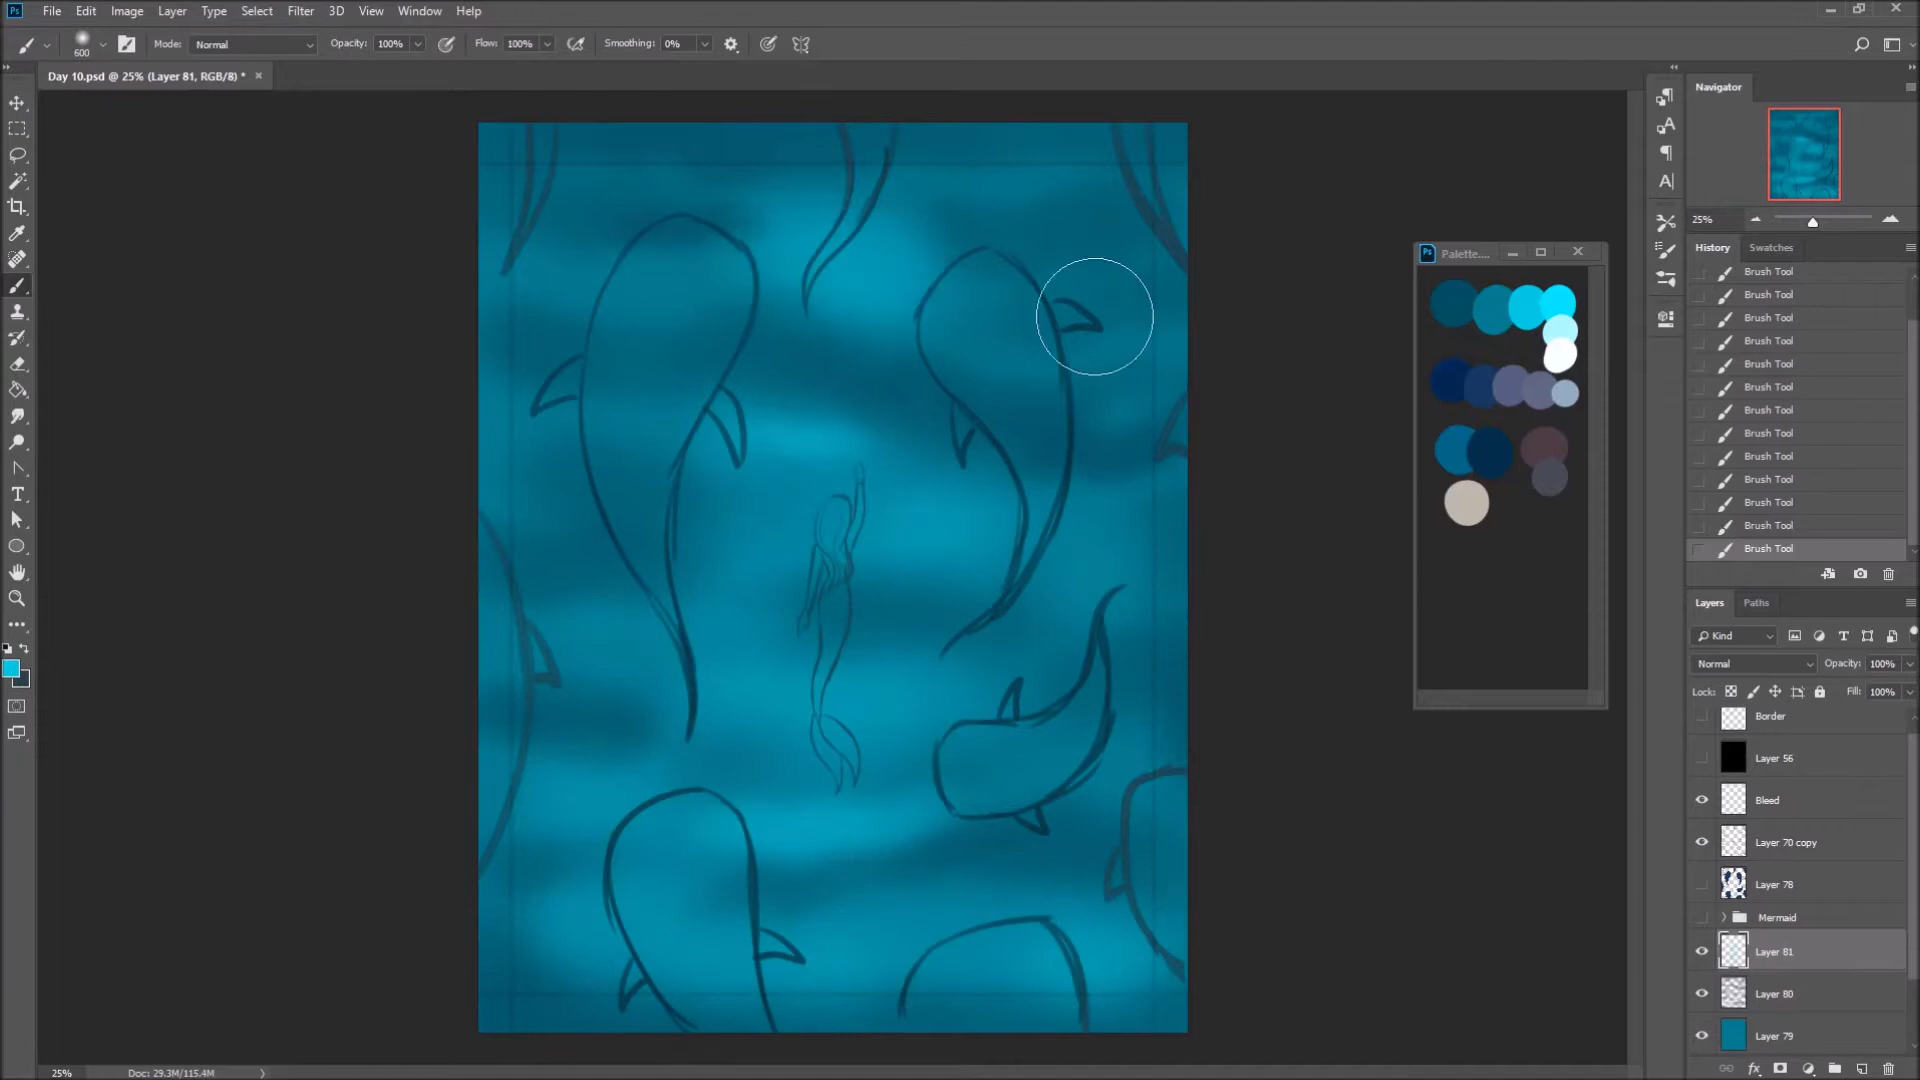 Ps File Edit Image Layer Type Select Filter 3D View Window Help
600 Mode: Normal Opacity: 100% Flow: 100% Smoothing: 0%
Day 10.psd @ 25% (Layer 81, RGB/8) *
Navigator
25%
History Swatches
Brush Tool
Brush Tool
Brush Tool
Brush Tool
Brush Tool
Brush Tool
Brush Tool
Brush Tool
Brush Tool
Brush Tool
Brush Tool
Brush Tool
Brush Tool
Ps Palette....
Layers Paths
Kind
Normal Opacity: 100%
Lock: Fill: 100%
Border
Layer 56
Bleed
Layer 70 copy
Layer 78
Mermaid
Layer 81
Layer 80
Layer 79
25% Doc: 29.3M/115.4M